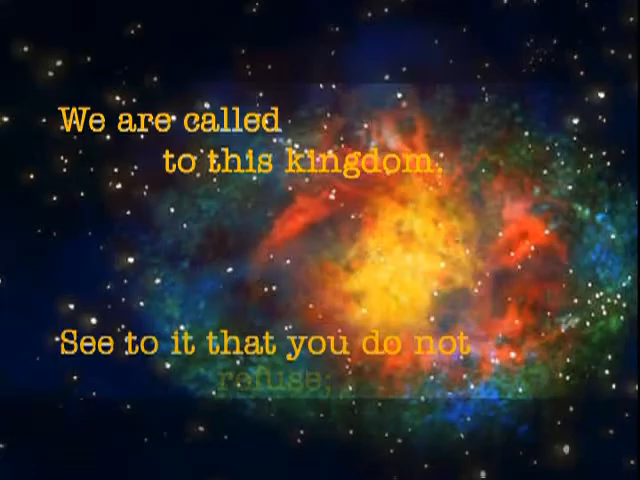 We are called
to this kingdom.
See to it that you do not
refuse;